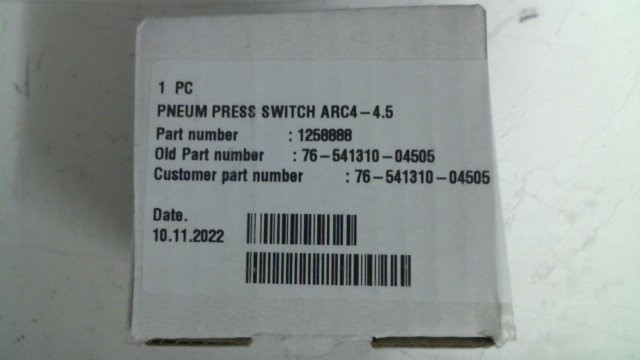 1 PC
PNEUM PRESS SWITCH ARC4-4.5
Part number : 1258888
Old Part number : 76-541310-04505
Customer part number : 76-541310-04505
Date.
10.11.2022